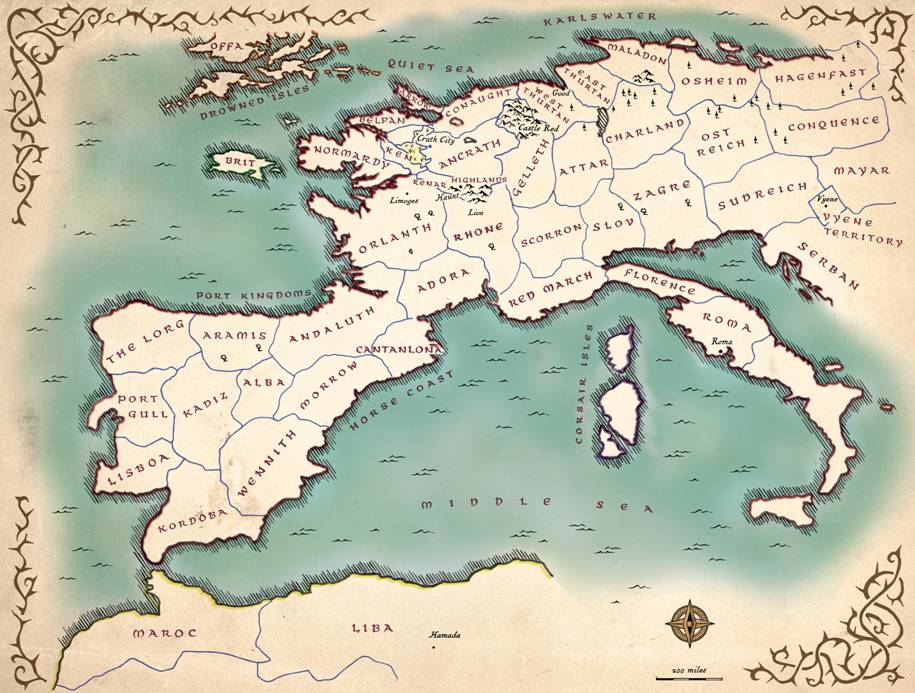 KARLSWATER
OFFA
QUIET SEA
DROWNED ISLES
MALADON
EAST THURTAN
OSHEIM
HAGENFAST
CONAUGHT
WEST THURTAN
Good
BELPAN
Castle Red
CHARLAND
CONQUENCE
Crath City
OST REICH
BRIT
NORMARDY
KEN
ANCRATH
GELLETH
ATTAR
MAYAR
RENAR HIGHLANDS
Haunt
Limoges
Lion
ZAGRE
SUDREICH
Vyene
VYENE TERRITORY
ORLANTH
RHONE
SCORRON
SLOV
SERBAN
ADORA
RED MARCH
FLORENCE
PORT KINGDOMS
THE LORG
ARAMIS
ANDALUTH
ROMA
Roma
CANTANLONA
CORSAIR ISLES
ALBA
MORROW
HORSE COAST
PORT GULL
KADIZ
LISBOA
WENNITH
KORDOBA
MIDDLE SEA
MAROC
LIBA
Hamada
200 miles